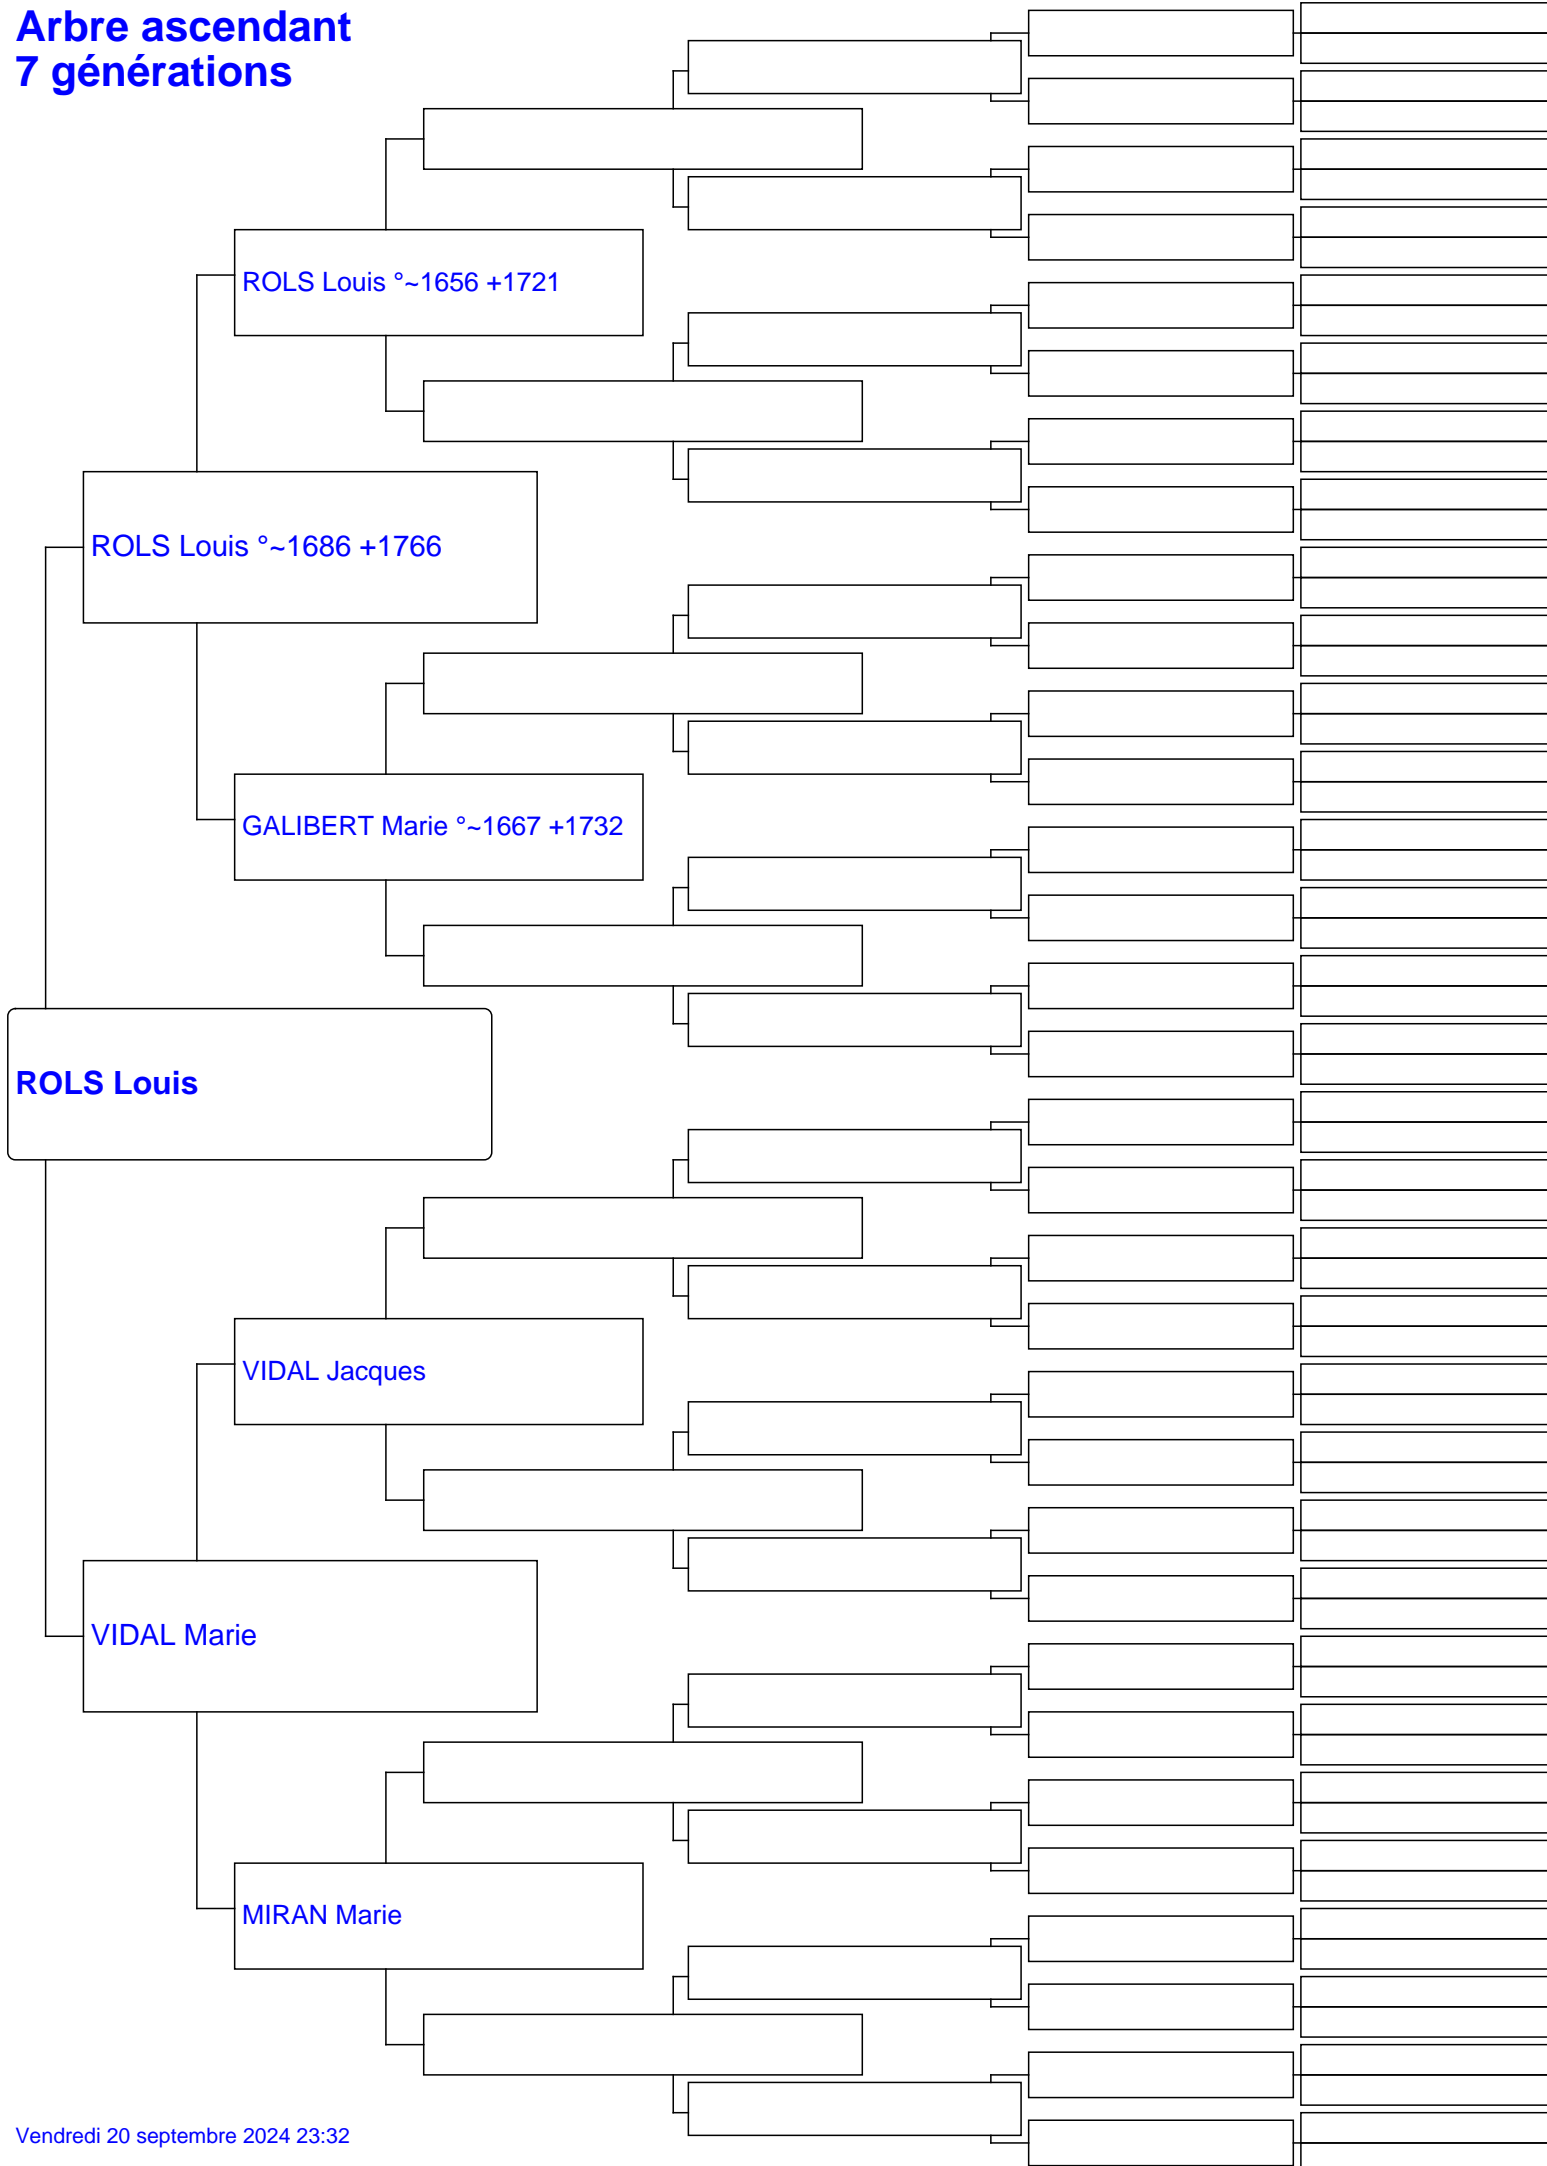 Arbre ascendant
7 générations
ROLS Louis °~1656 +1721
ROLS Louis °~1686 +1766
GALIBERT Marie °~1667 +1732
ROLS Louis
VIDAL Jacques
VIDAL Marie
MIRAN Marie
Vendredi 20 septembre 2024 23:32